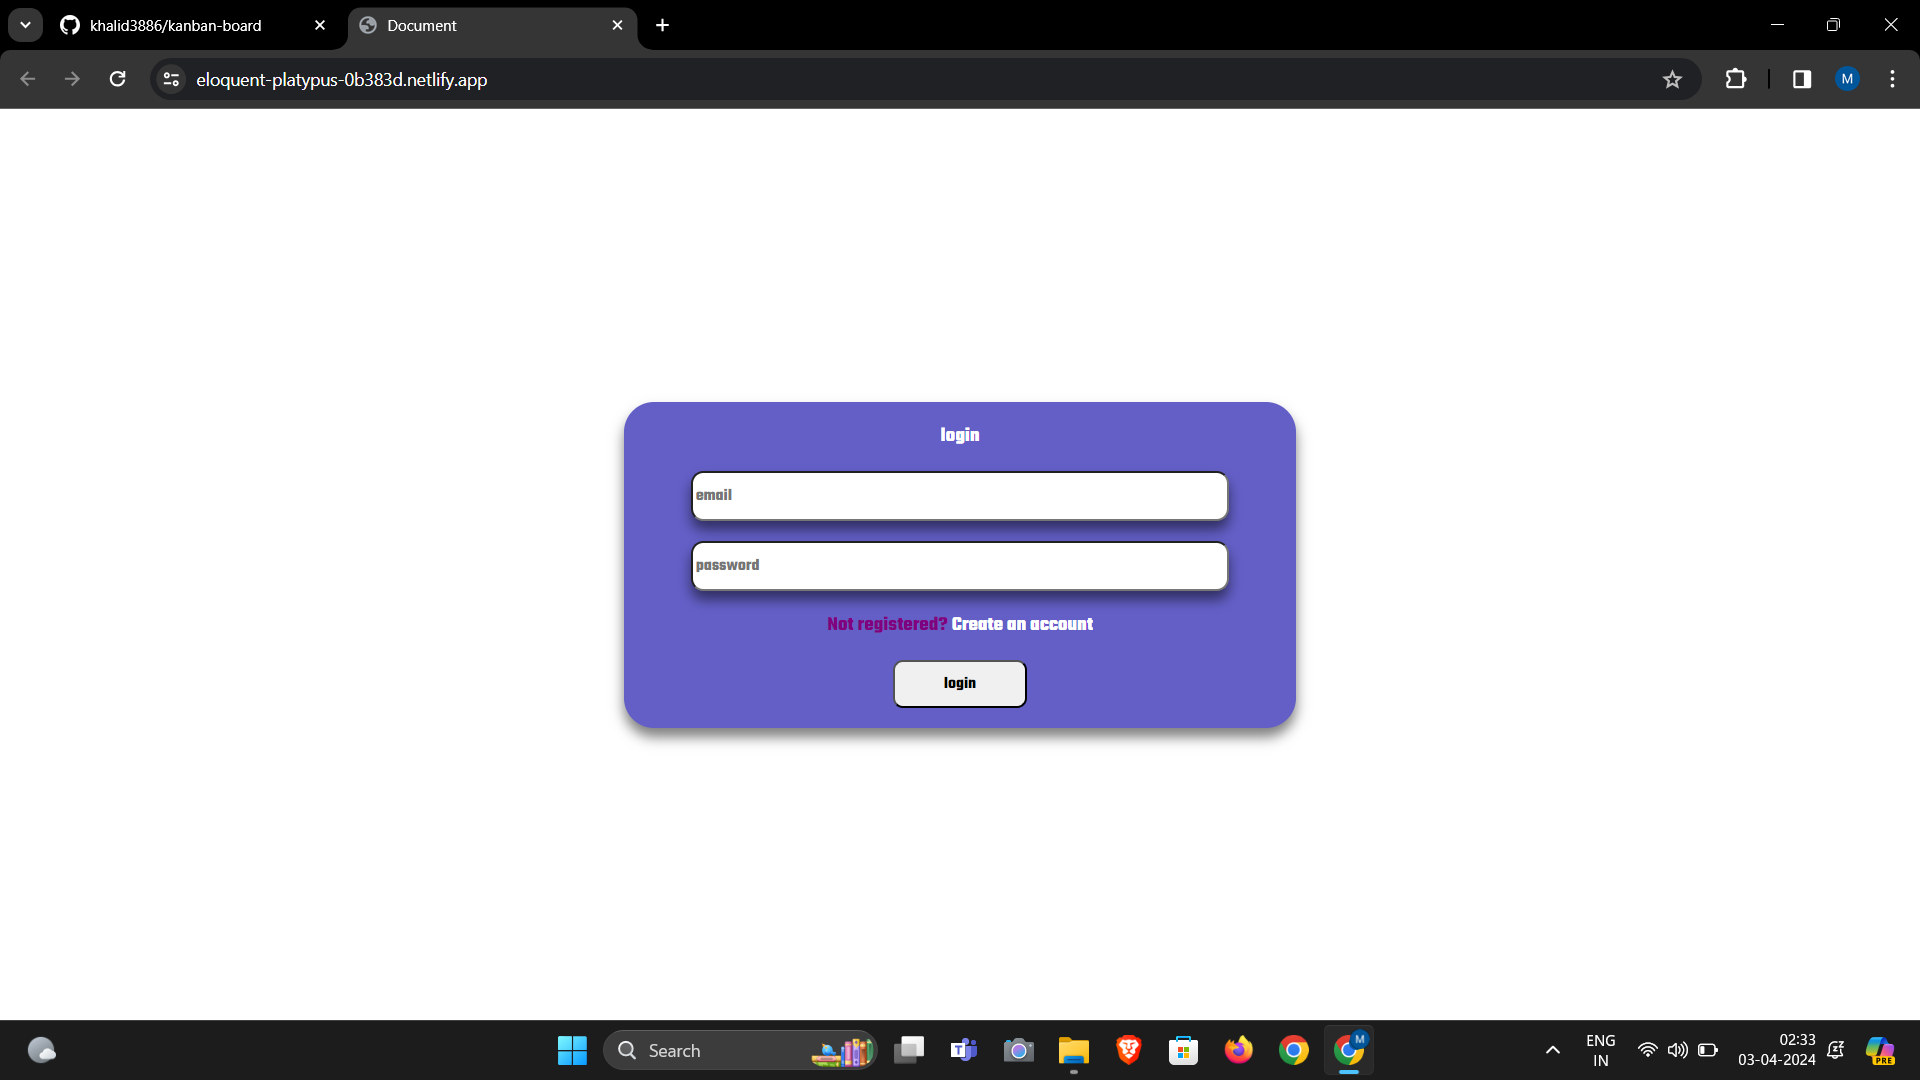 khalid3886/kanban-board
Document
eloquent-platypus-0b383d.netlify.app
M
login
email
password
Not registered? Create an account
login
Search
T
M
ENG
IN
02:33
03-04-2024
PRE